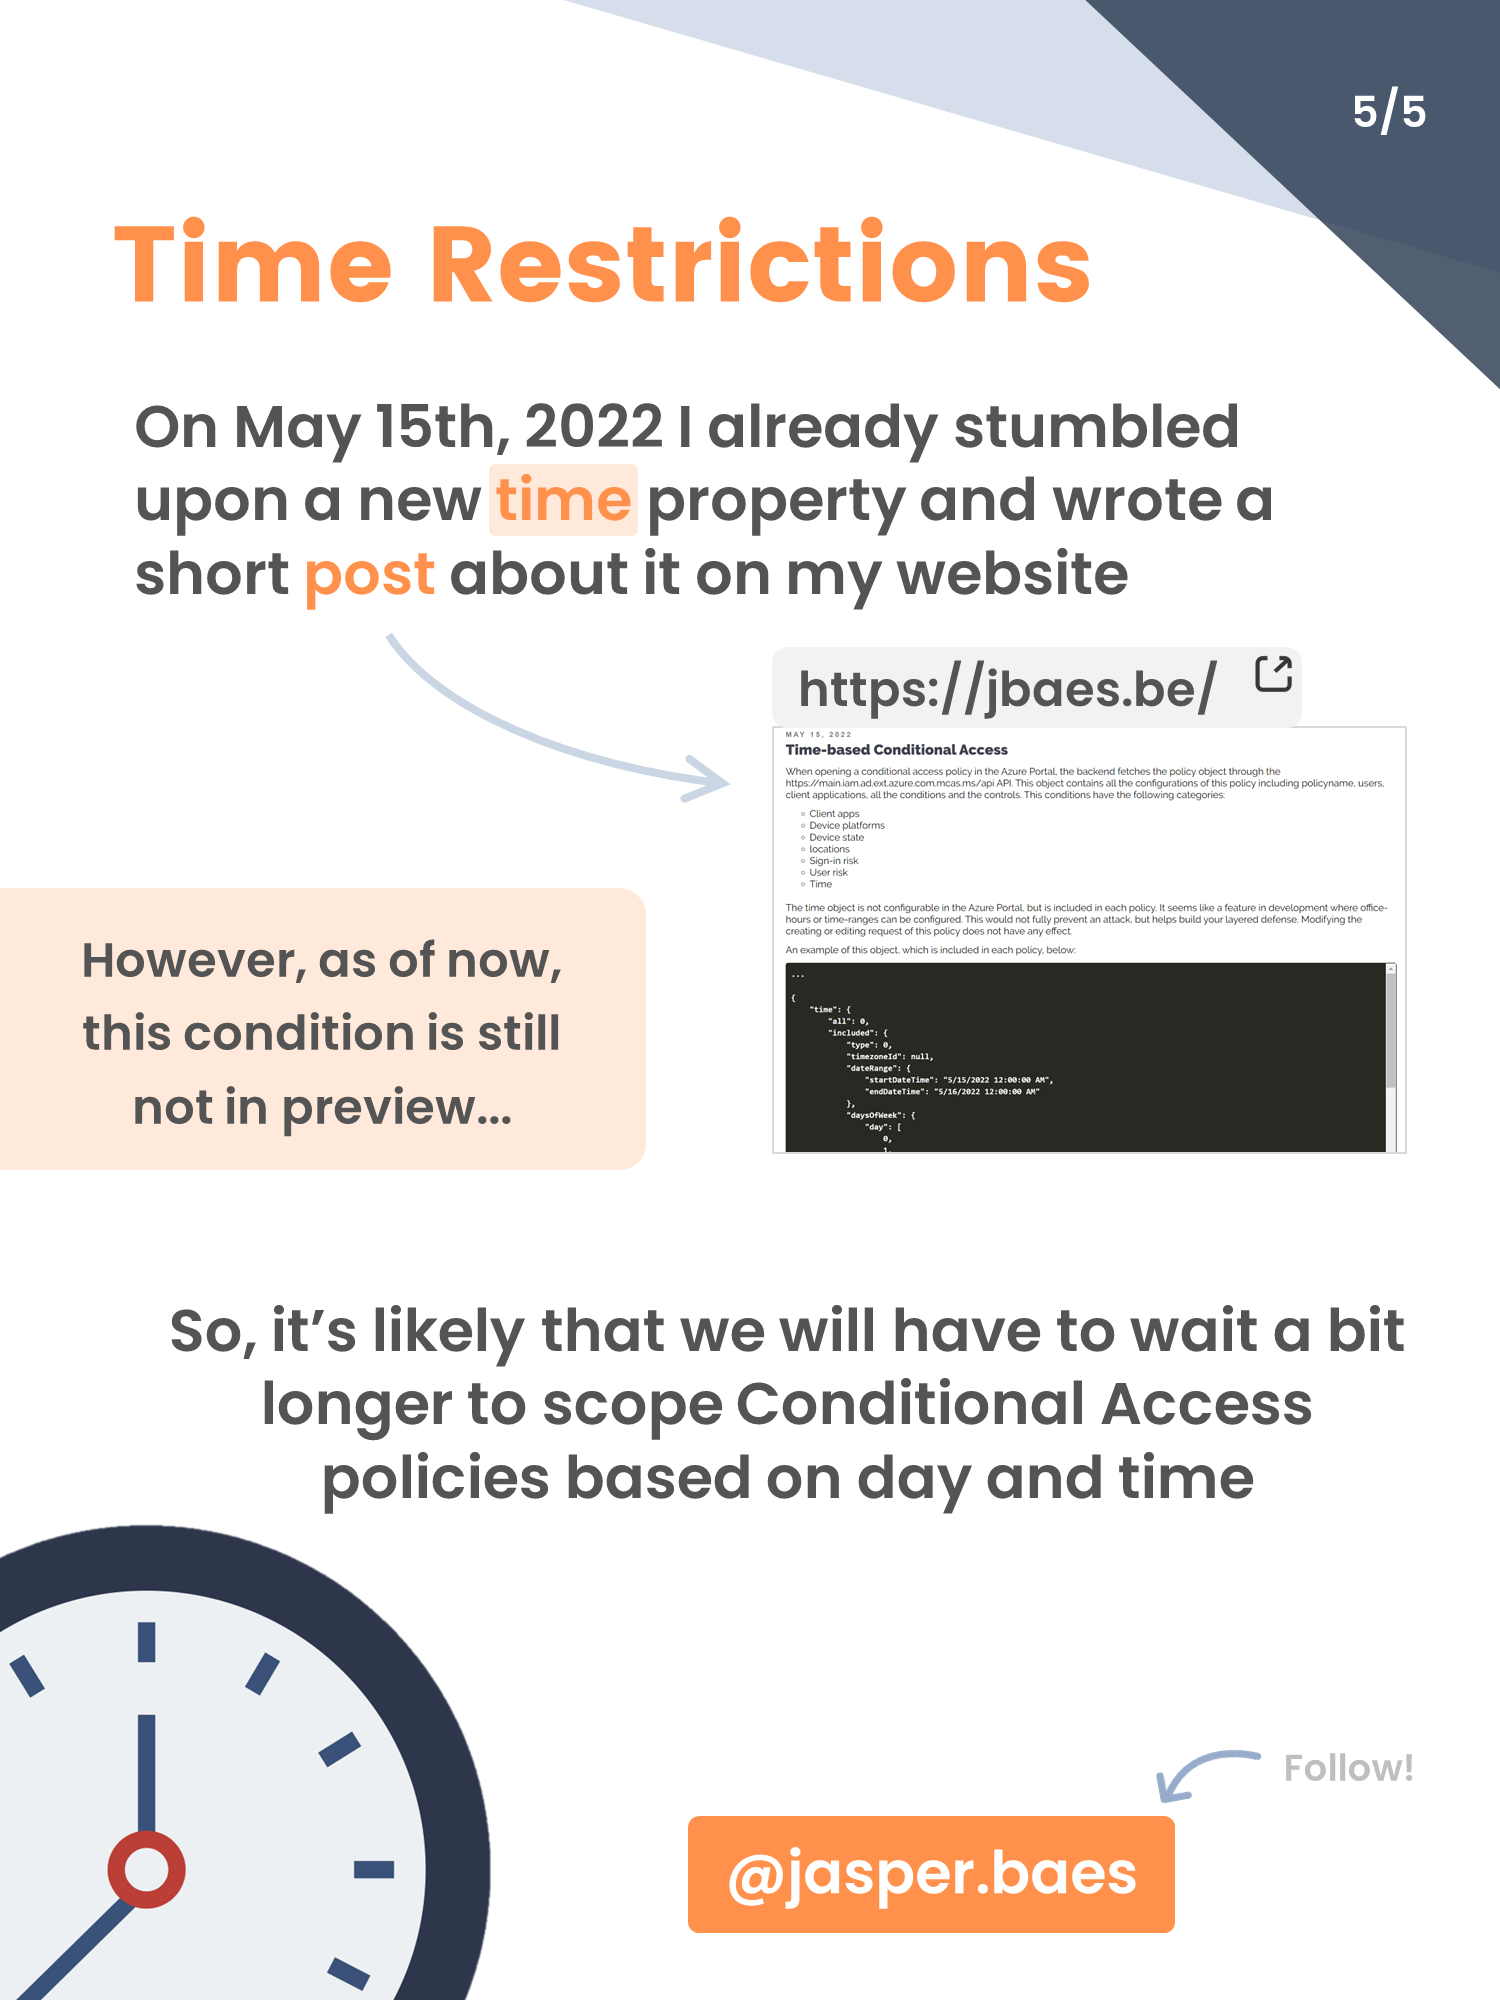 5/5
Time Restrictions
On May 15th, 2022 I already stumbled
upon a new time property and wrote a
short post about it on my website
https://jbaes.be/
MAY 15, 2022
Time-based Conditional Access
When opening a conditional access policy in the Azure Portal, the backend fetches the policy object through the
https://main.iam.ad.ext.azure.com.mcas.ms/api API. This object contains all the configurations of this policy including policyname, users,
client applications, all the conditions and the controls. This conditions have the following categories:
Client apps
Device platforms
Device state
locations
Sign-in risk
User risk
Time
The time object is not configurable in the Azure Portal, but is included in each policy. It seems like a feature in development where office-
hours or time-ranges can be configured. This would not fully prevent an attack, but helps build your layered defense. Modifying the
creating or editing request of this policy does not have any effect.
An example of this object, which is included in each policy, below:
...
{
"time": {
"all": 0,
"included": {
"type": 0,
"timezoneId": null,
"dateRange": {
"startDateTime": "5/15/2022 12:00:00 AM",
"endDateTime": "5/16/2022 12:00:00 AM"
},
"daysOfWeek": {
"day": [
0,
1,
However, as of now,
this condition is still
not in preview...
So, it's likely that we will have to wait a bit
longer to scope Conditional Access
policies based on day and time
Follow!
@jasper.baes